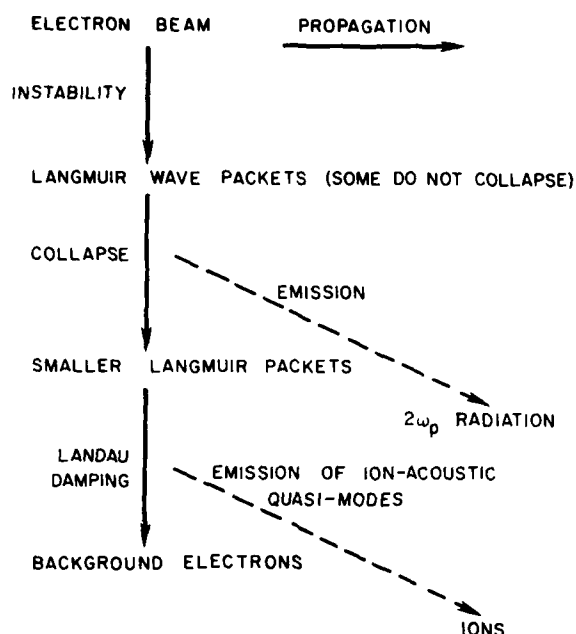 ELECTRON BEAM
PROPAGATION
INSTABILITY
LANGMUIR WAVE PACKETS (SOME DO NOT COLLAPSE)
COLLAPSE
EMISSION
SMALLER LANGMUIR PACKETS
2ωp RADIATION
LANDAU
DAMPING
EMISSION OF ION-ACOUSTIC
QUASI-MODES
BACKGROUND ELECTRONS
IONS